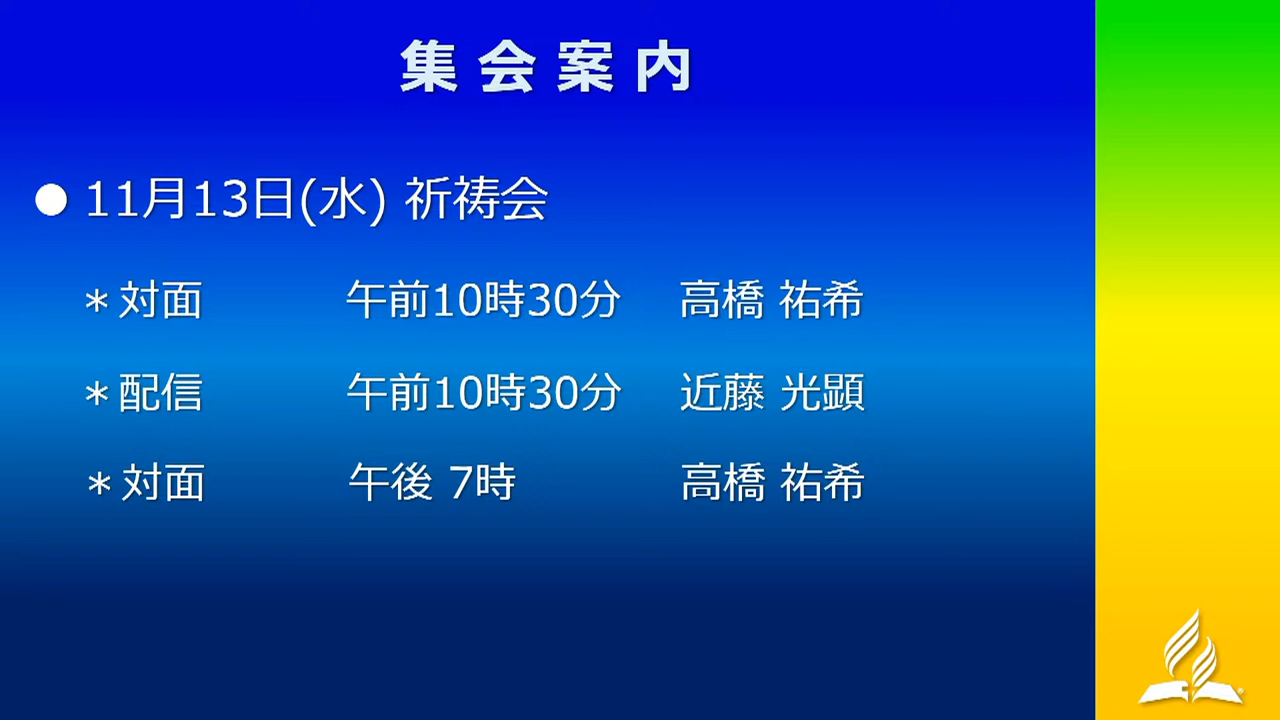 集会案内
● 11月13日(水) 祈祷会
＊対面 午前10時30分 高橋 祐希
＊配信 午前10時30分 近藤 光顕
＊対面 午後 7時 高橋 祐希